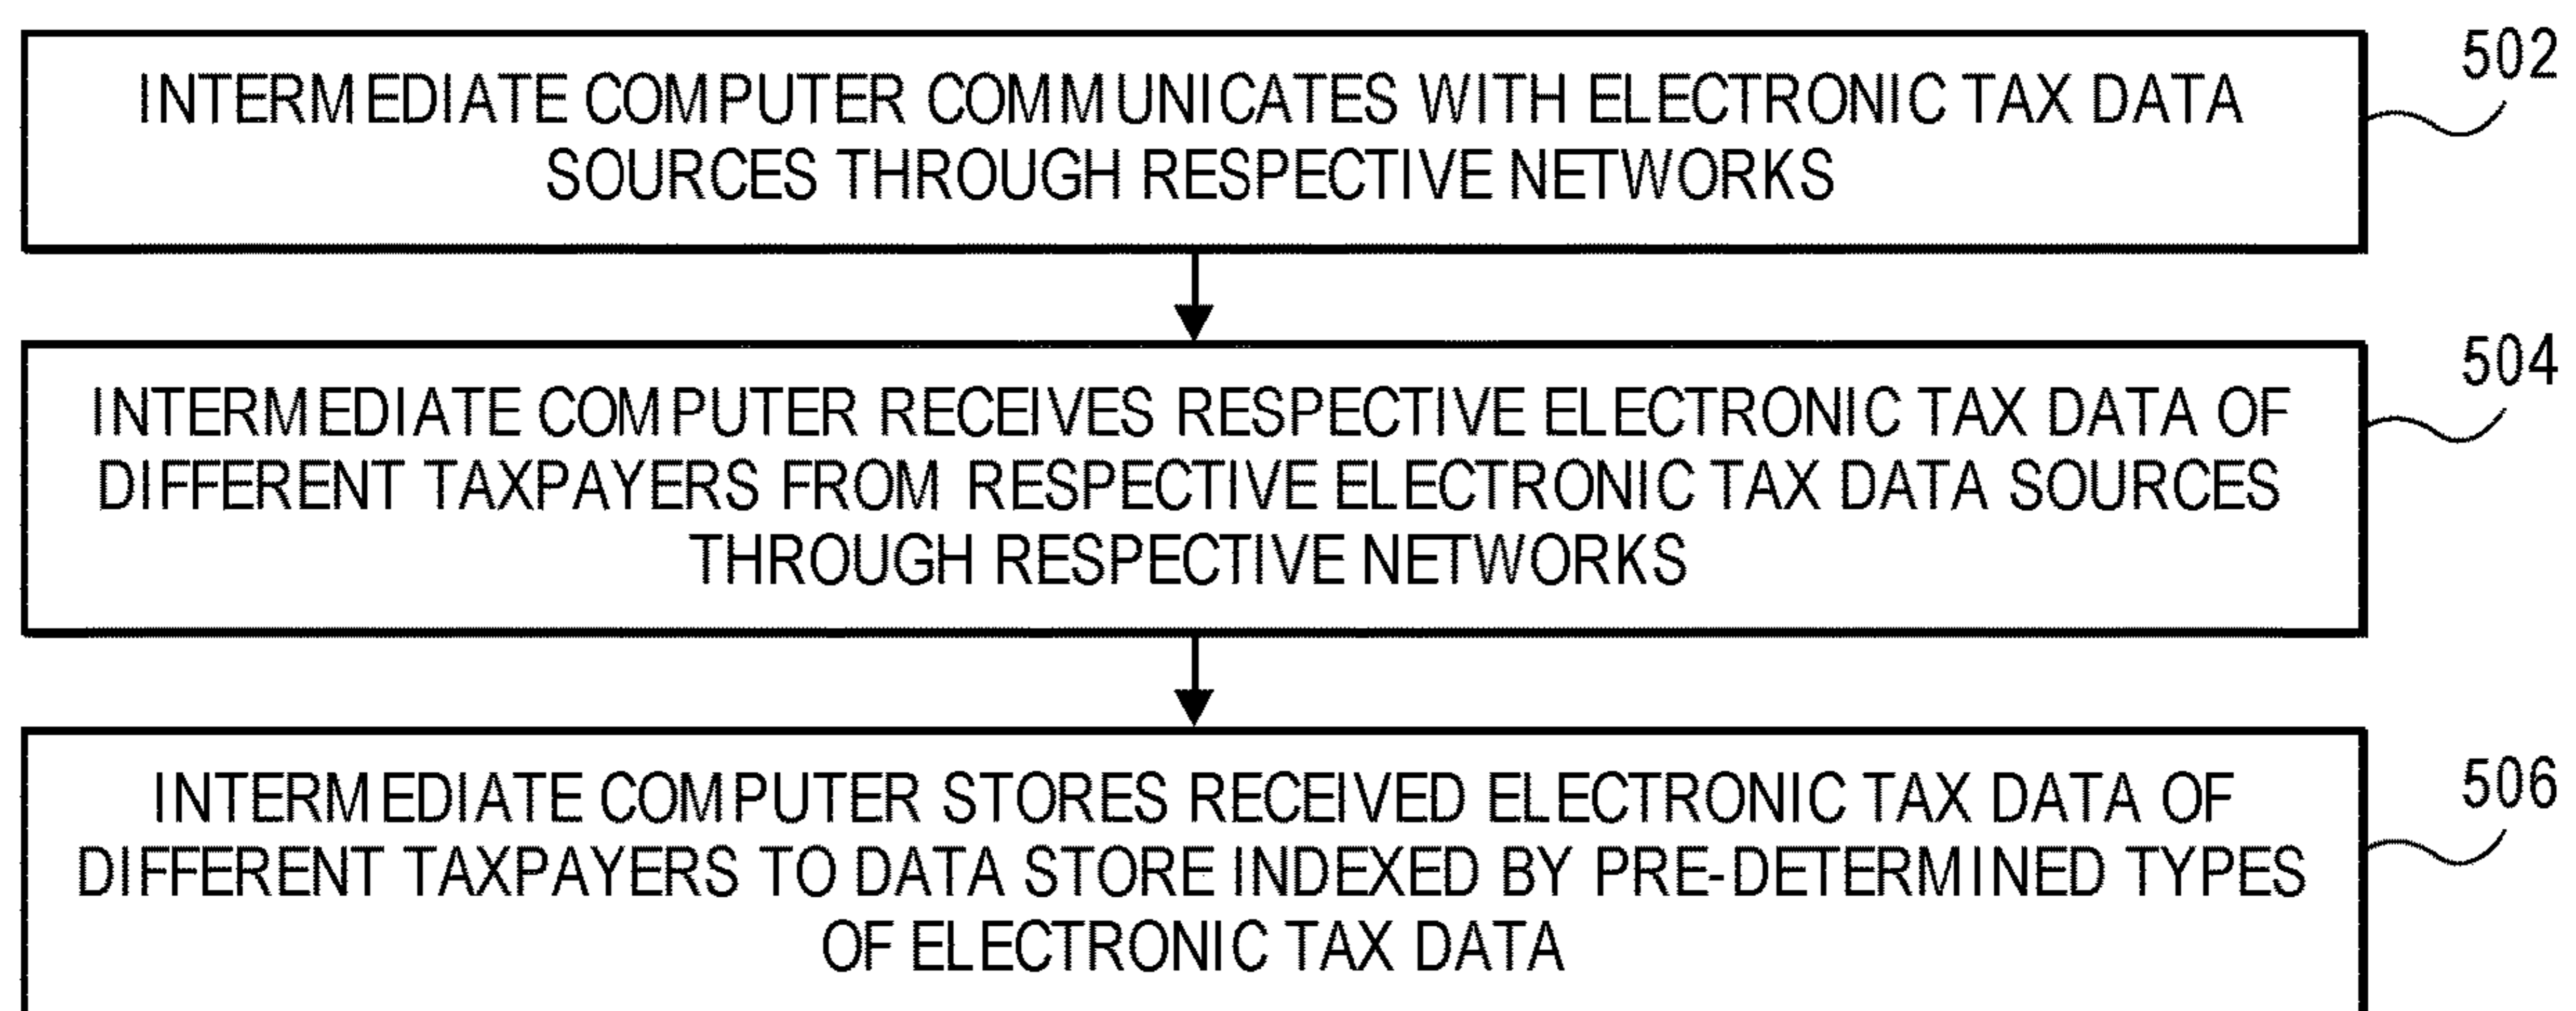 INTERMEDIATE COMPUTER COMMUNICATES WITH ELECTRONIC TAX DATA
SOURCES THROUGH RESPECTIVE NETWORKS
502
INTERMEDIATE COMPUTER RECEIVES RESPECTIVE ELECTRONIC TAX DATA OF
DIFFERENT TAXPAYERS FROM RESPECTIVE ELECTRONIC TAX DATA SOURCES
THROUGH RESPECTIVE NETWORKS
504
INTERMEDIATE COMPUTER STORES RECEIVED ELECTRONIC TAX DATA OF
DIFFERENT TAXPAYERS TO DATA STORE INDEXED BY PRE-DETERMINED TYPES
OF ELECTRONIC TAX DATA
506